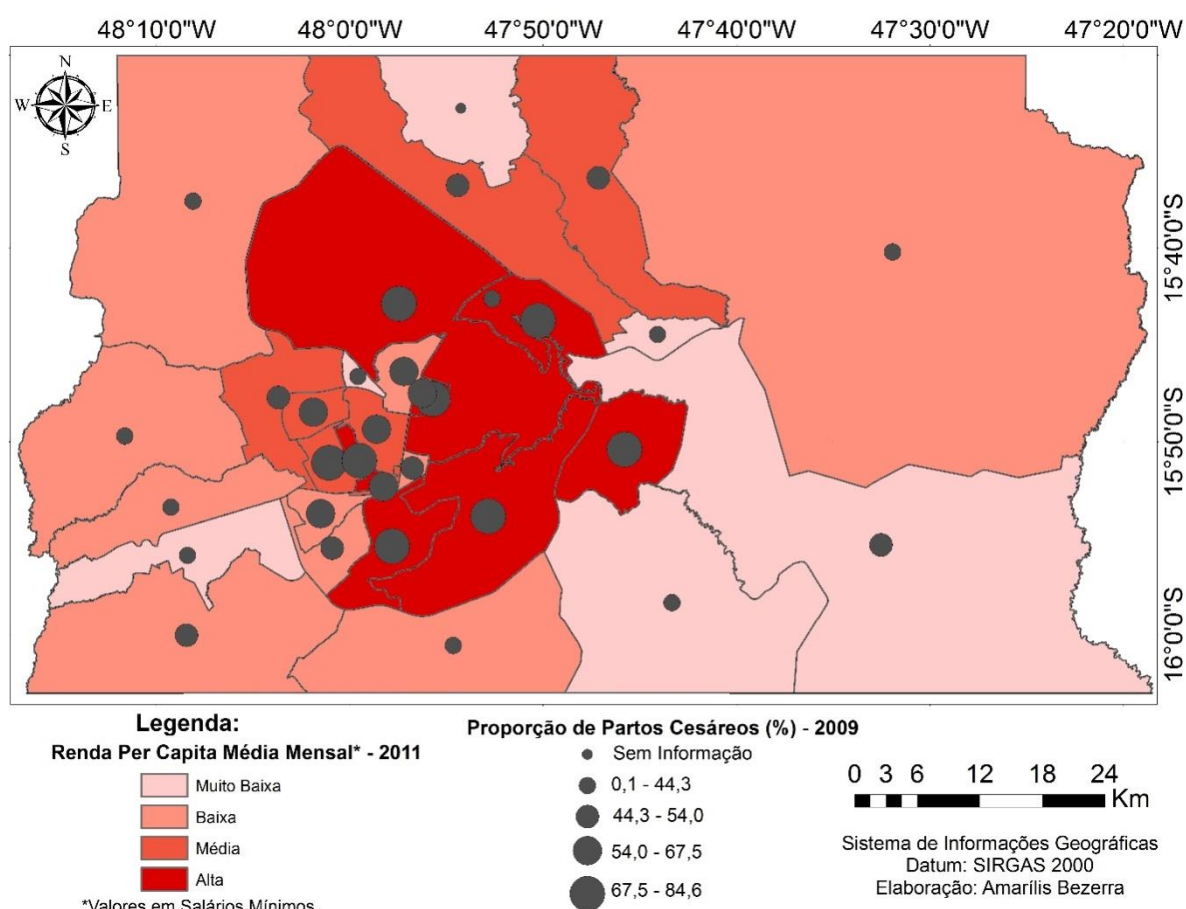 48°10'0"W 48°0'0"W 47°50'0"W 47°40'0"W 47°30'0"W 47°20'0"W
N
W E
S
15°40'0"S
15°50'0"S
16°0'0"S
Legenda:
Renda Per Capita Média Mensal* - 2011
Muito Baixa
Baixa
Média
Alta
*Valores em Salários Mínimos
Proporção de Partos Cesáreos (%) - 2009
Sem Informação
0,1 - 44,3
44,3 - 54,0
54,0 - 67,5
67,5 - 84,6
0 3 6 12 18 24
Km
Sistema de Informações Geográficas
Datum: SIRGAS 2000
Elaboração: Amarílis Bezerra